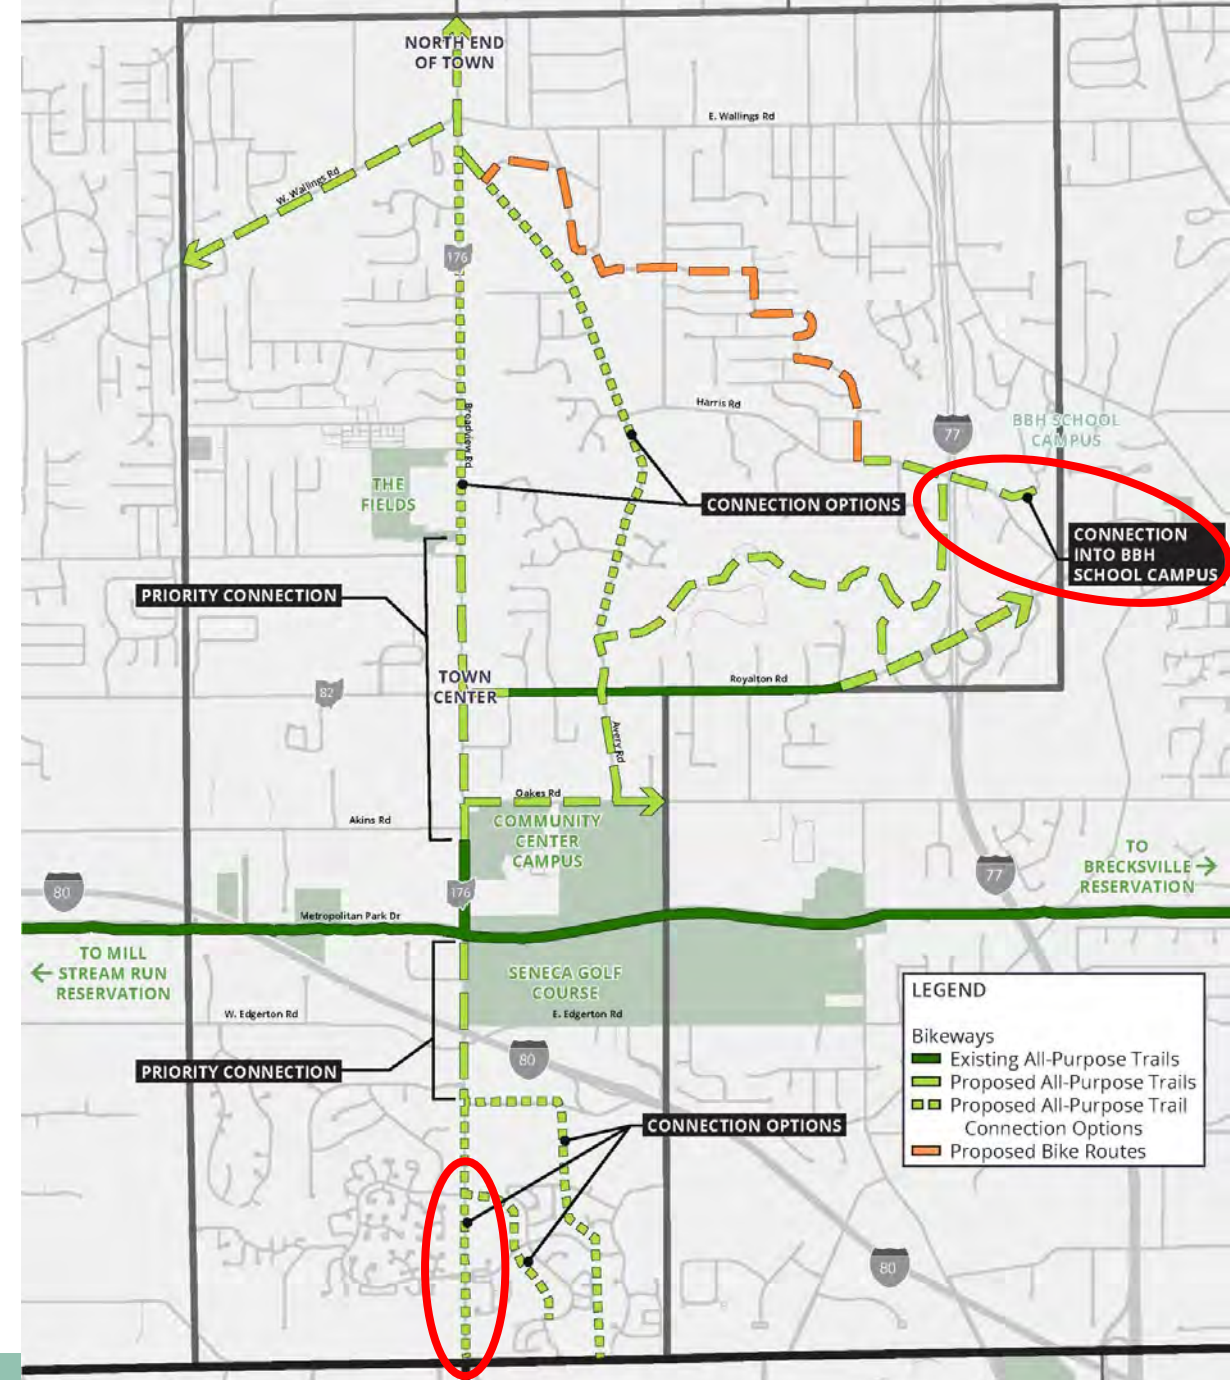 NORTH END
OF TOWN
E. Wallings Rd
W. Wallings Rd
176
Broadview Rd
Harris Rd
77
BBH SCHOOL
CAMPUS
THE
FIELDS
CONNECTION OPTIONS
CONNECTION
INTO BBH
SCHOOL CAMPUS
PRIORITY CONNECTION
TOWN
CENTER
Royalton Rd
82
Avery Rd
Oakes Rd
Akins Rd
COMMUNITY
CENTER
CAMPUS
TO
BRECKSVILLE
RESERVATION
77
80
176
Metropolitan Park Dr
TO MILL
STREAM RUN
RESERVATION
SENECA GOLF
COURSE
W. Edgerton Rd
E. Edgerton Rd
80
PRIORITY CONNECTION
CONNECTION OPTIONS
80
LEGEND
Bikeways
Existing All-Purpose Trails
Proposed All-Purpose Trails
Proposed All-Purpose Trail
Connection Options
Proposed Bike Routes